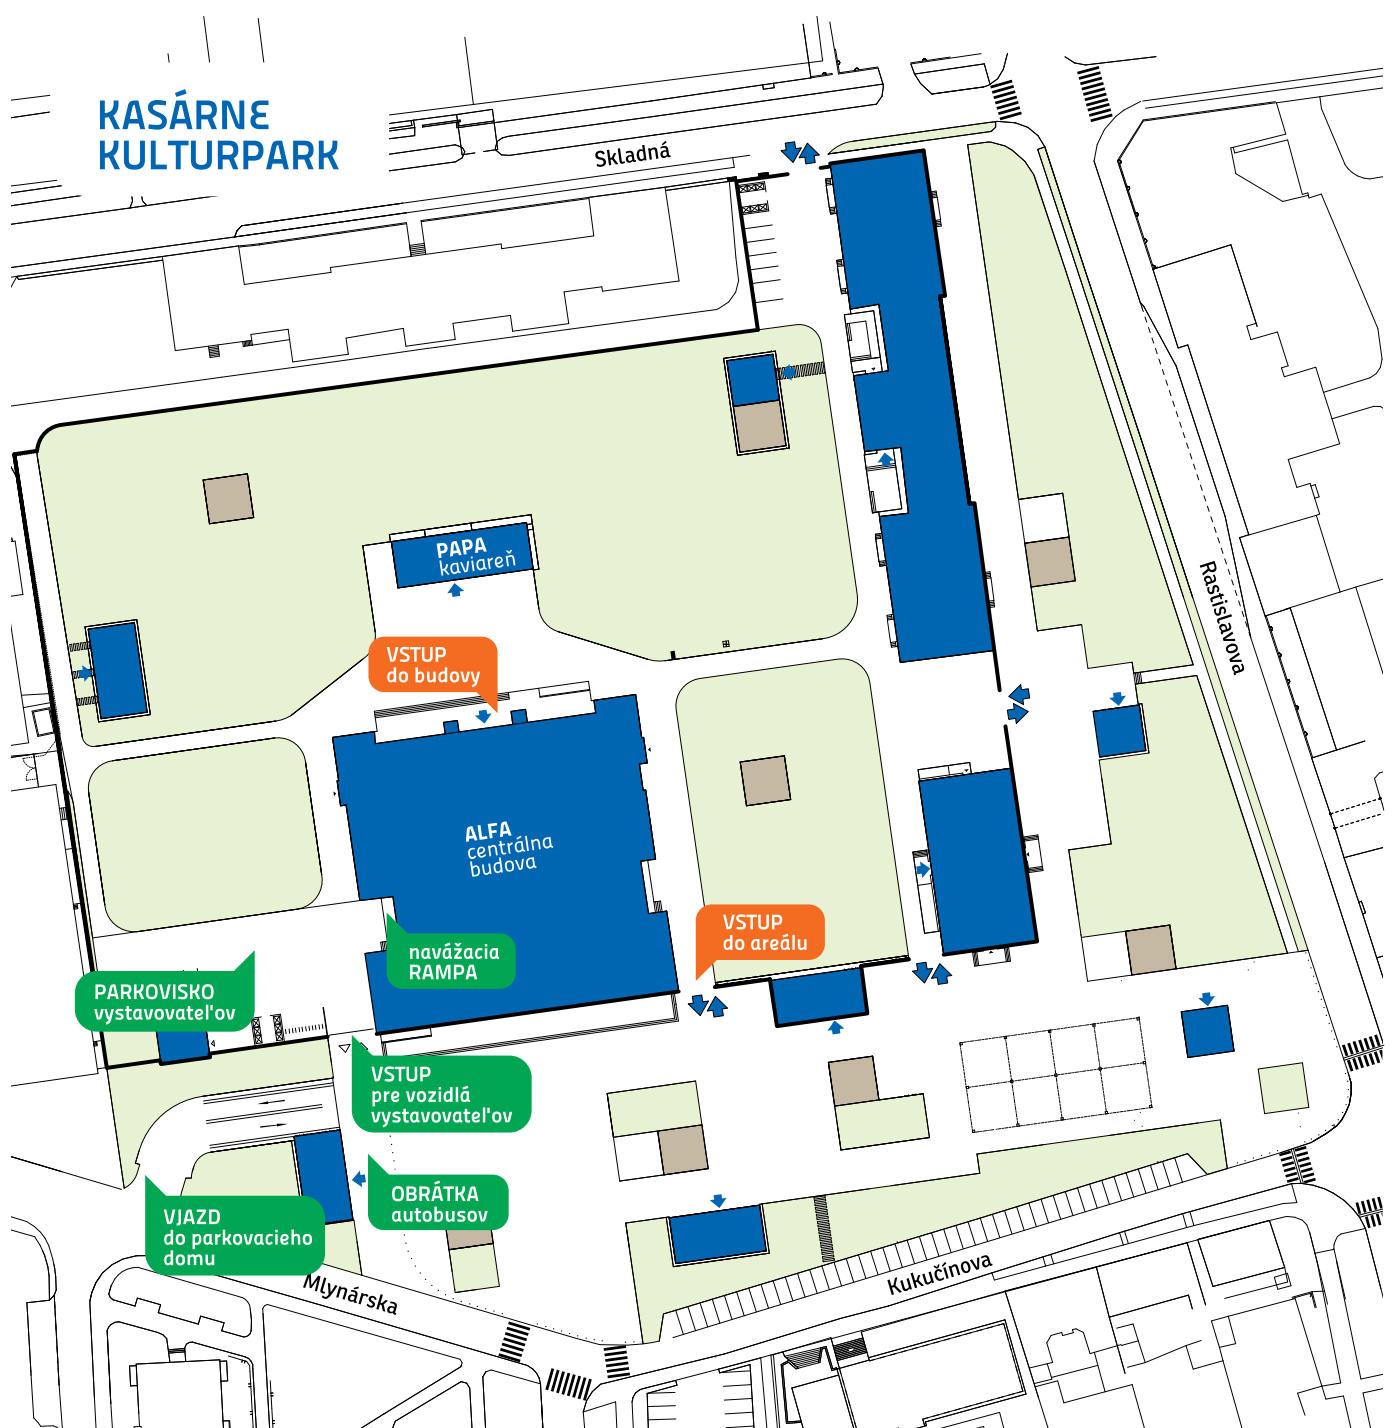 KASÁRNE
KULTURPARK
Skladná
PAPA
kaviareň
Rastislavova
VSTUP
do budovy
ALFA
centrálna
budova
VSTUP
do areálu
navážacia
RAMPA
PARKOVISKO
vystavovateľov
VSTUP
pre vozidlá
vystavovateľov
OBRÁTKA
autobusov
VJAZD
do parkovacieho
domu
Mlynárska
Kukučínova